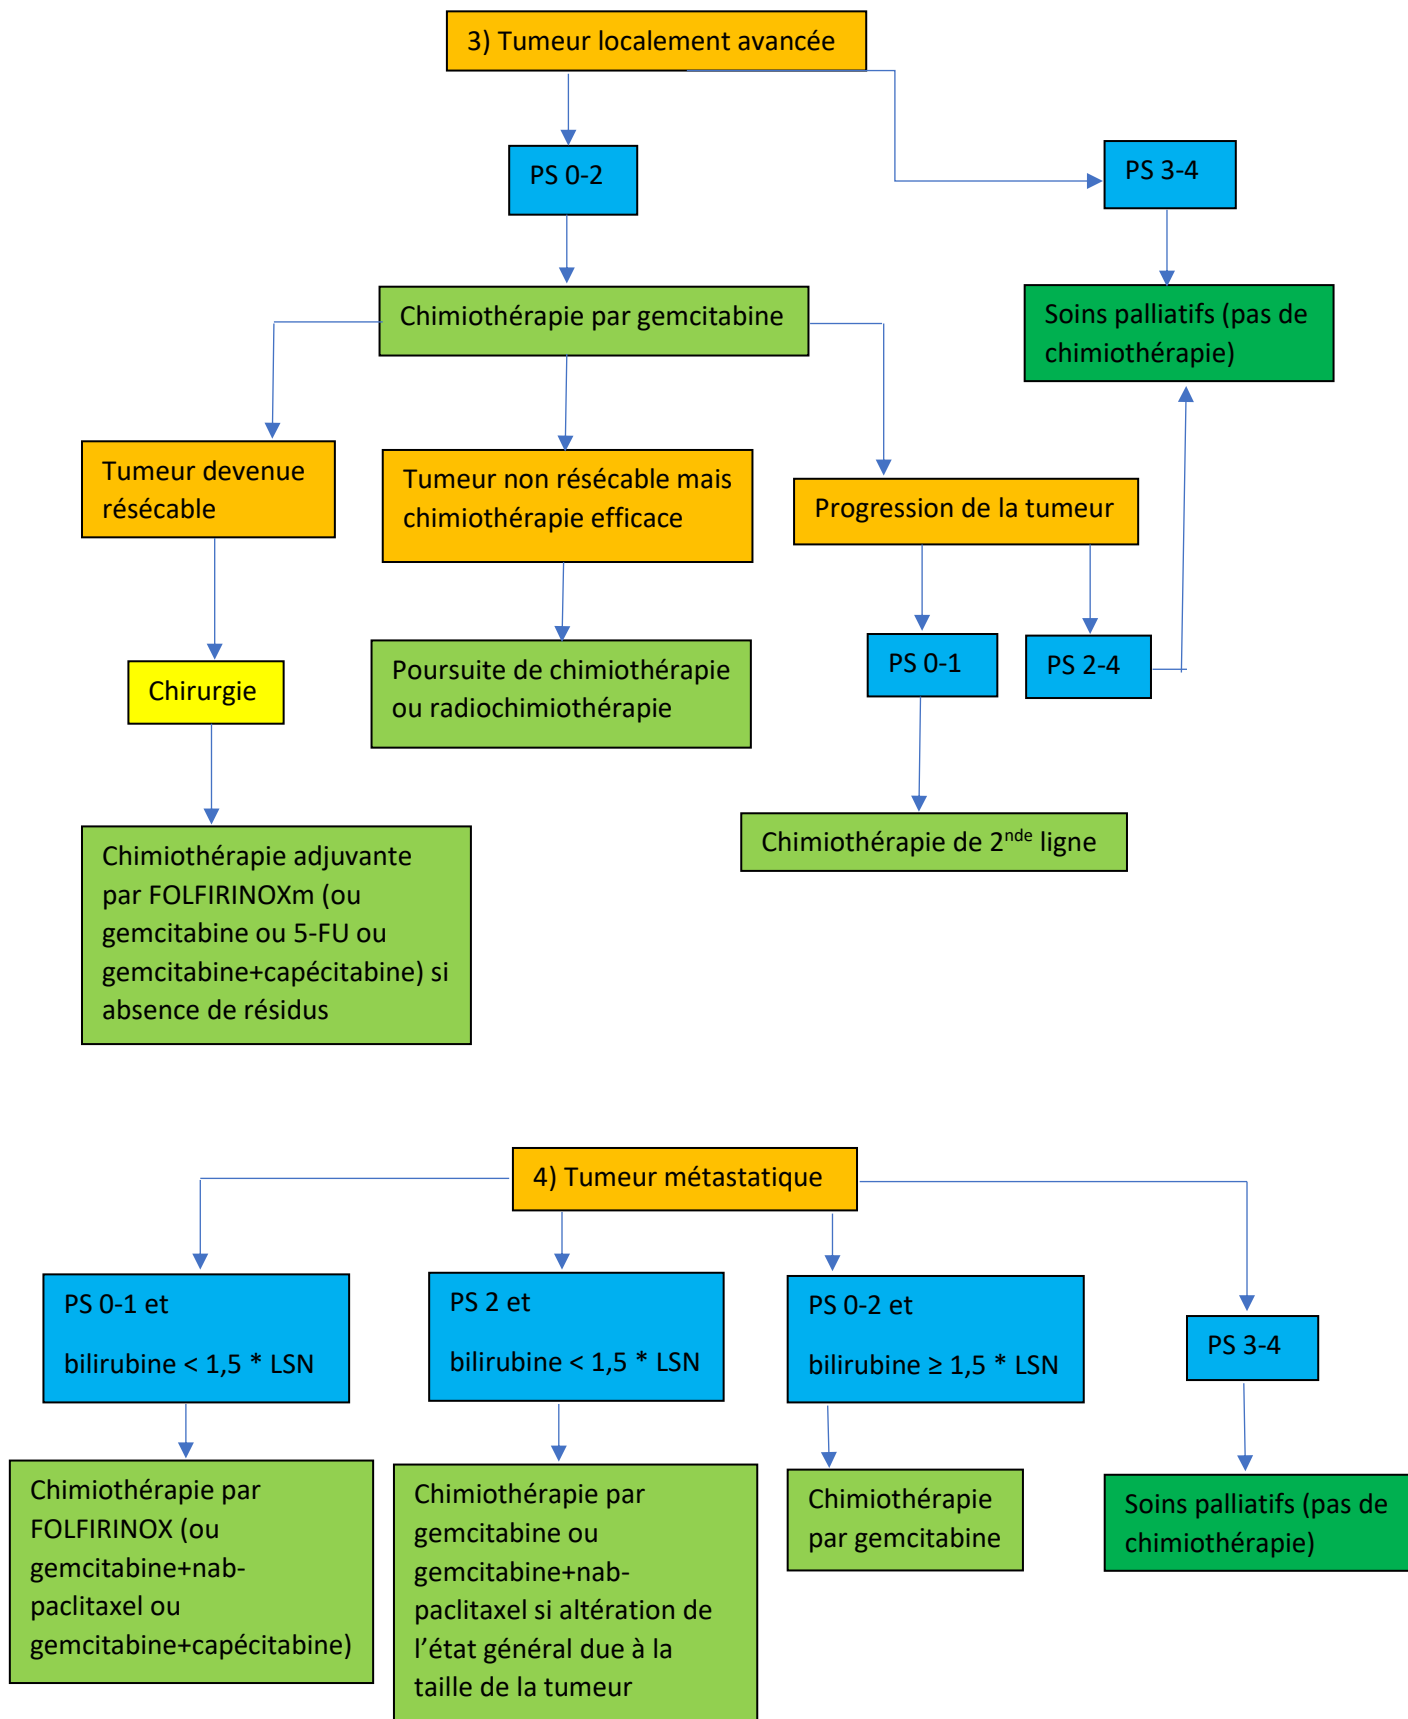 3) Tumeur localement avancée
PS 0-2
PS 3-4
Chimiothérapie par gemcitabine
Soins palliatifs (pas de
chimiothérapie)
Tumeur devenue
résécable
Tumeur non résécable mais
chimiothérapie efficace
Progression de la tumeur
PS 0-1
PS 2-4
Chirurgie
Poursuite de chimiothérapie
ou radiochimiothérapie
Chimiothérapie adjuvante
par FOLFIRINOXm (ou
gemcitabine ou 5-FU ou
gemcitabine+capécitabine) si
absence de résidus
Chimiothérapie de 2nde ligne
4) Tumeur métastatique
PS 0-1 et
bilirubine < 1,5 * LSN
PS 2 et
bilirubine < 1,5 * LSN
PS 0-2 et
bilirubine ≥ 1,5 * LSN
PS 3-4
Chimiothérapie par
FOLFIRINOX (ou
gemcitabine+nab-
paclitaxel ou
gemcitabine+capécitabine)
Chimiothérapie par
gemcitabine ou
gemcitabine+nab-
paclitaxel si altération de
l’état général due à la
taille de la tumeur
Chimiothérapie
par gemcitabine
Soins palliatifs (pas de
chimiothérapie)